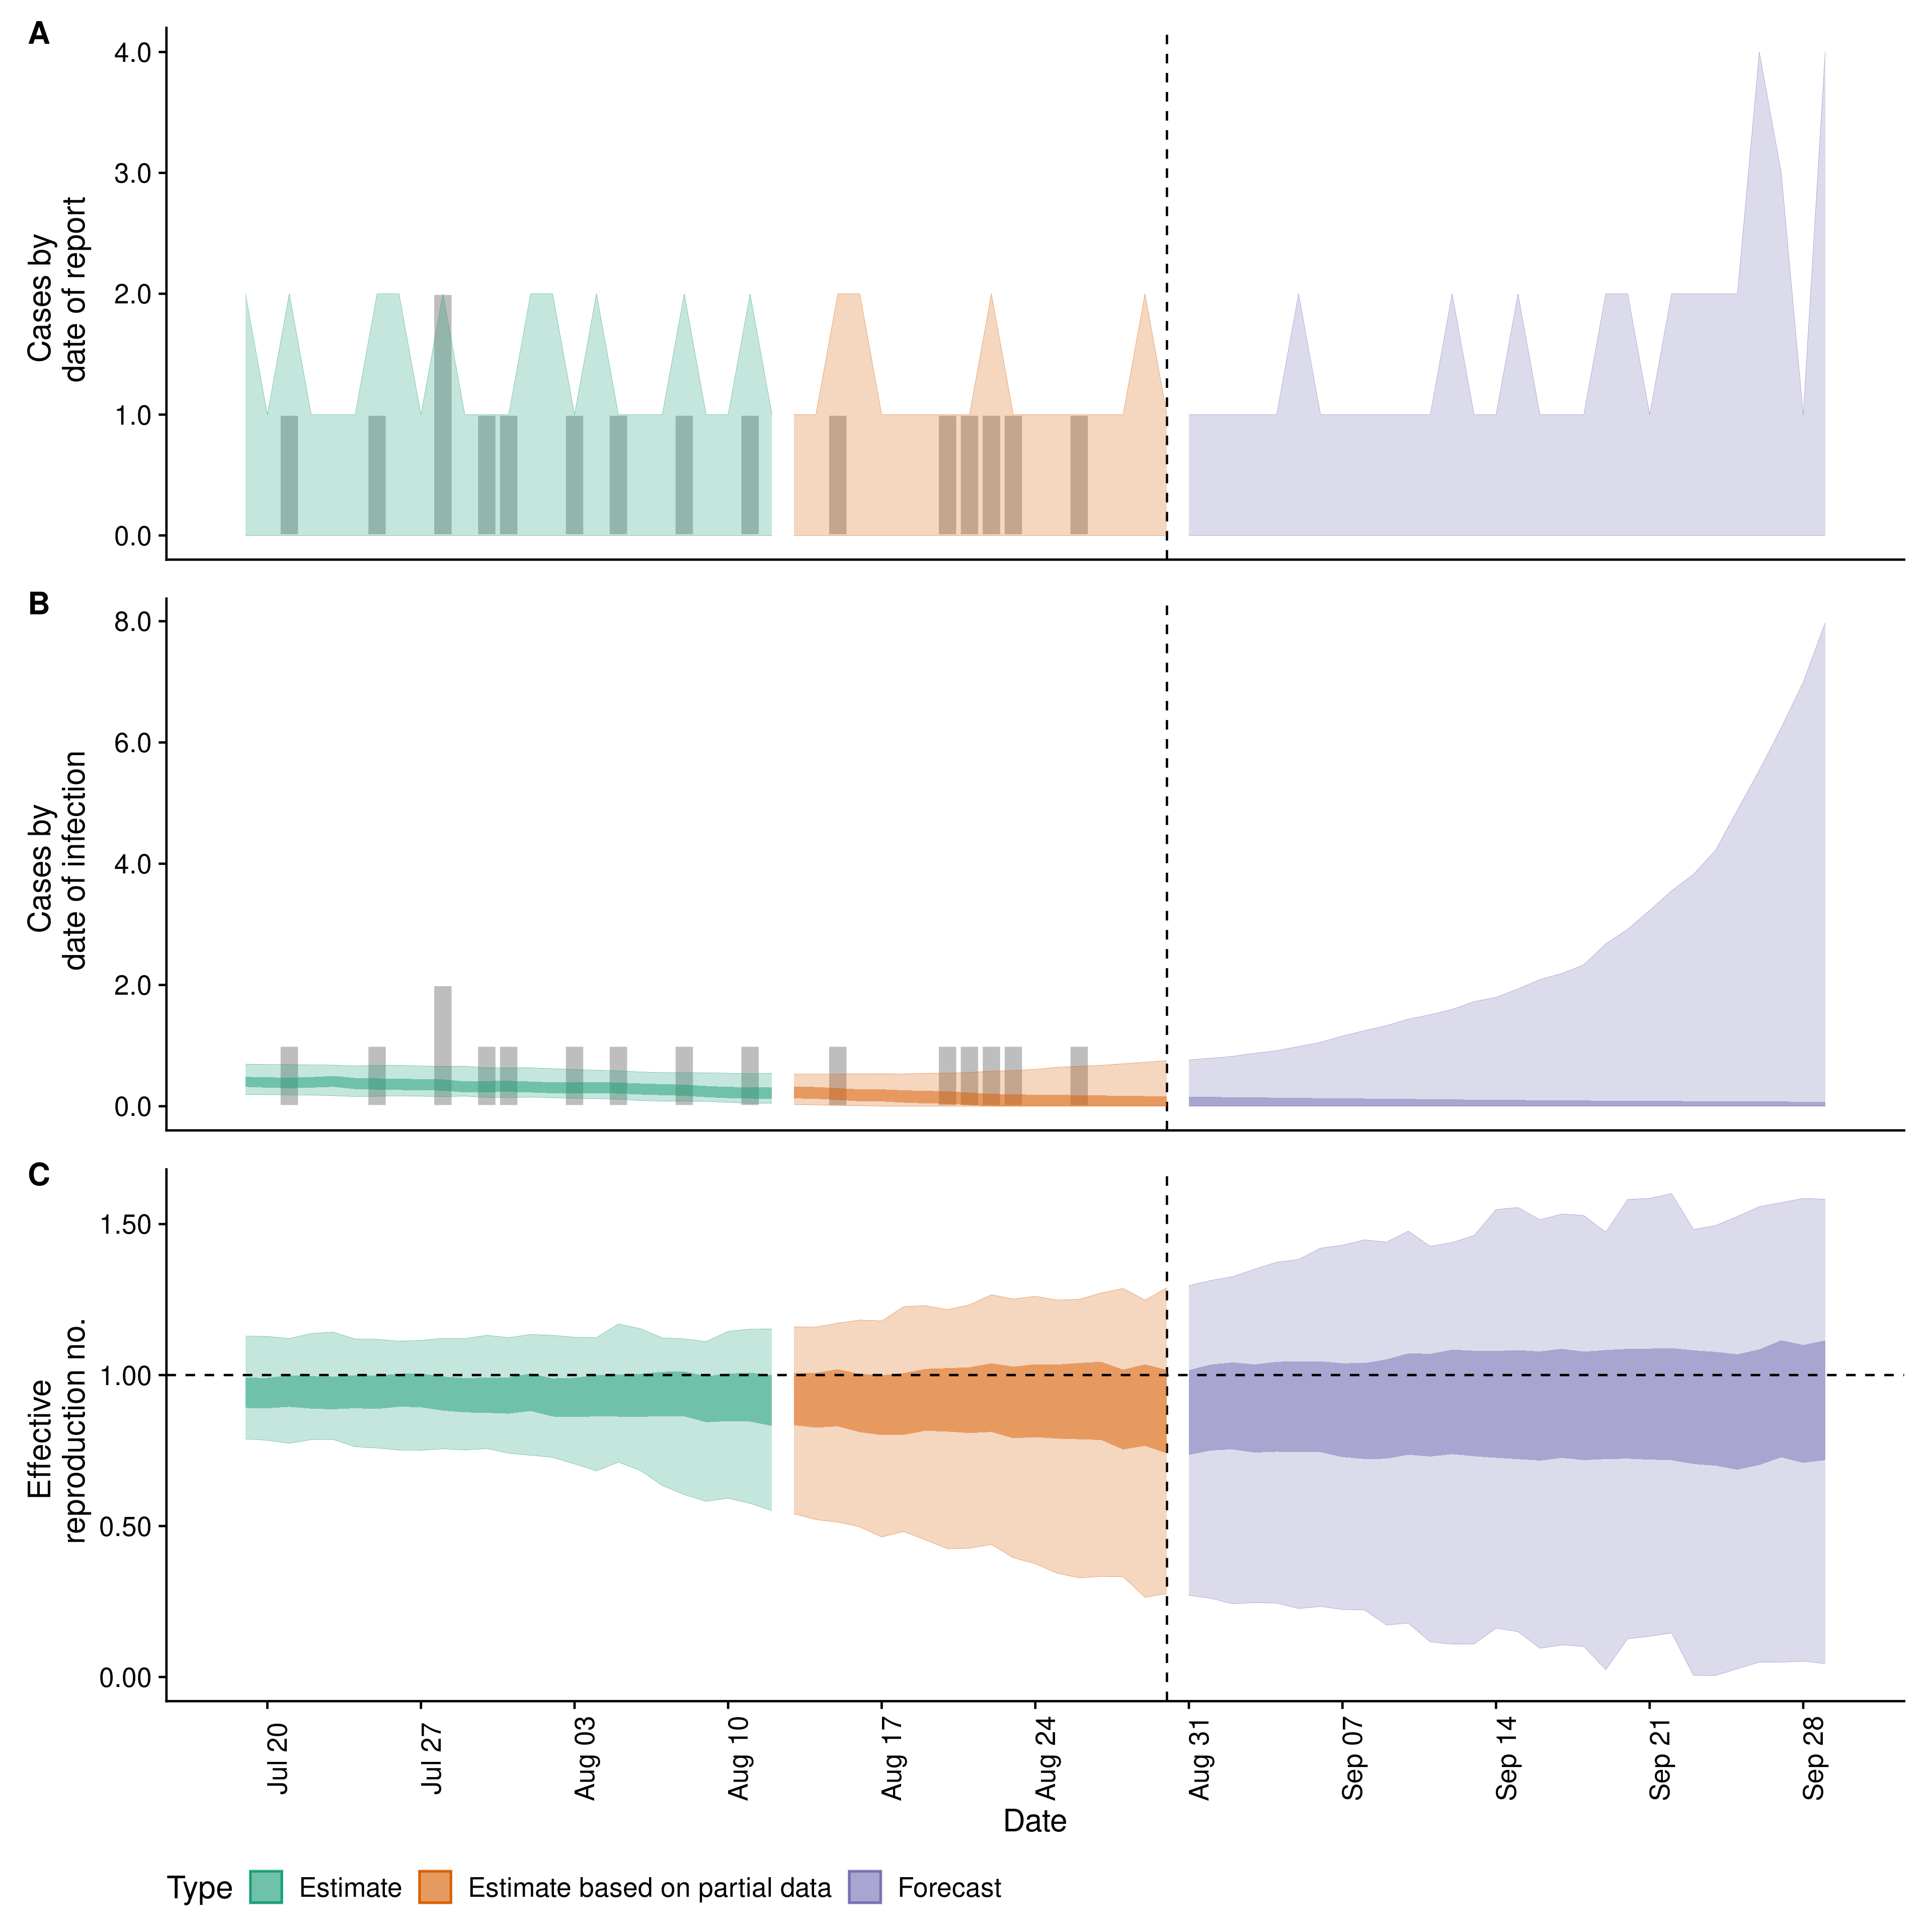 A
4.0
3.0
2.0
1.0
0.0
Cases by
date of report
B
8.0
6.0
4.0
2.0
0.0
Cases by
date of infection
C
1.50
1.00
0.50
0.00
Effective
reproduction no.
Jul 20
Jul 27
Aug 03
Aug 10
Aug 17
Aug 24
Aug 31
Sep 07
Sep 14
Sep 21
Sep 28
Date
Type Estimate Estimate based on partial data Forecast